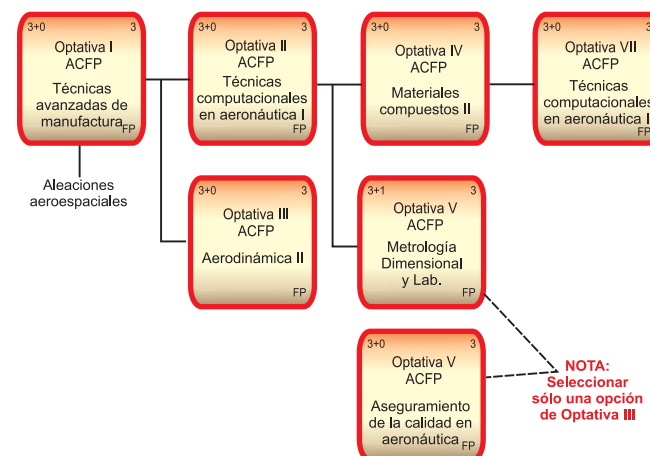 3+0 3
Optativa I
ACFP
Técnicas
avanzadas de
manufactura
FP
Aleaciones
aeroespaciales
3+0 3
Optativa II
ACFP
Técnicas
computacionales
en aeronáutica I
FP
3+0 3
Optativa IV
ACFP
Materiales
compuestos II
FP
3+0 3
Optativa VII
ACFP
Técnicas
computacionales
en aeronáutica I
FP
3+0 3
Optativa III
ACFP
Aerodinámica II
FP
3+1 3
Optativa V
ACFP
Metrología
Dimensional
y Lab.
FP
3+0 3
Optativa V
ACFP
Aseguramiento
de la calidad en
aeronáutica
FP
NOTA:
Seleccionar
sólo una opción
de Optativa III